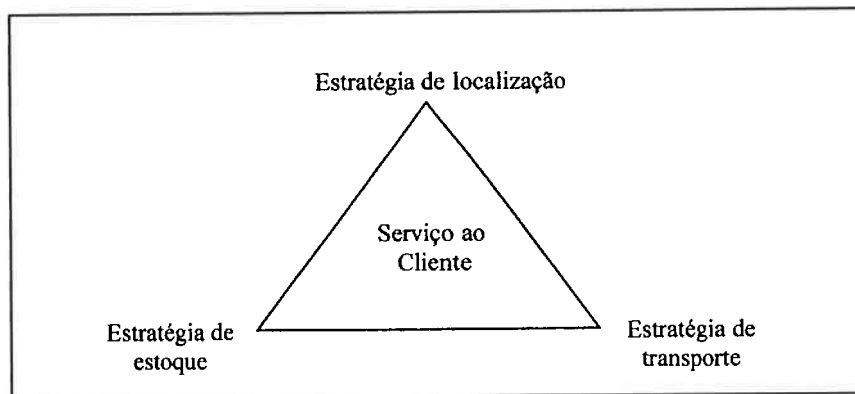 Estratégia de localização
Serviço ao
Cliente
Estratégia de
estoque
Estratégia de
transporte